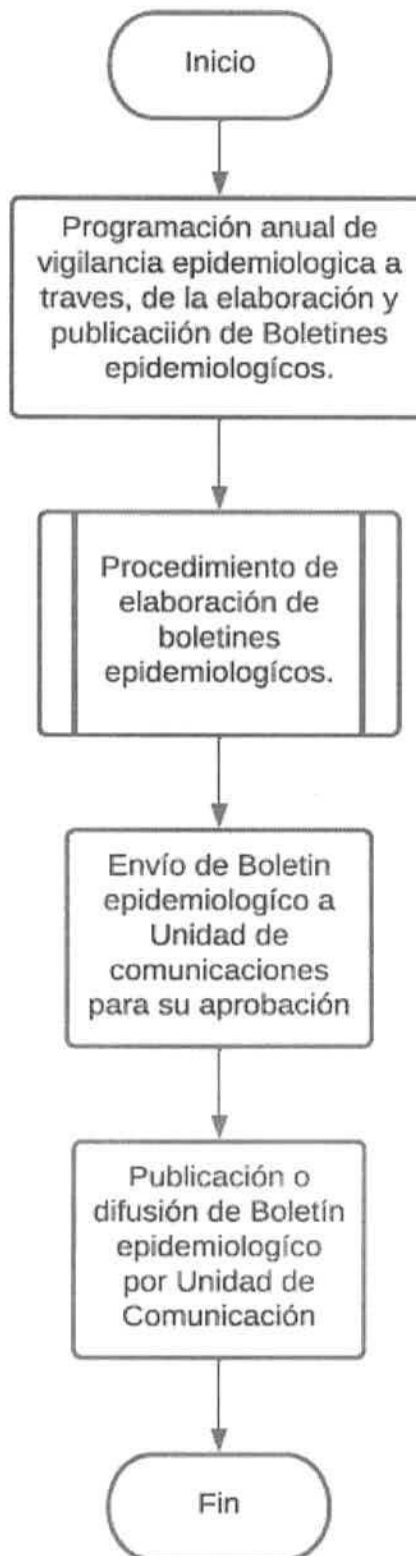 Inicio
Programación anual de
vigilancia epidemiologica a
traves, de la elaboración y
publicaciión de Boletines
epidemiologícos.
Procedimiento de
elaboración de
boletines
epidemiologícos.
Envío de Boletin
epidemiologíco a
Unidad de
comunicaciones
para su aprobación
Publicación o
difusión de Boletín
epidemiologíco
por Unidad de
Comunicación
Fin